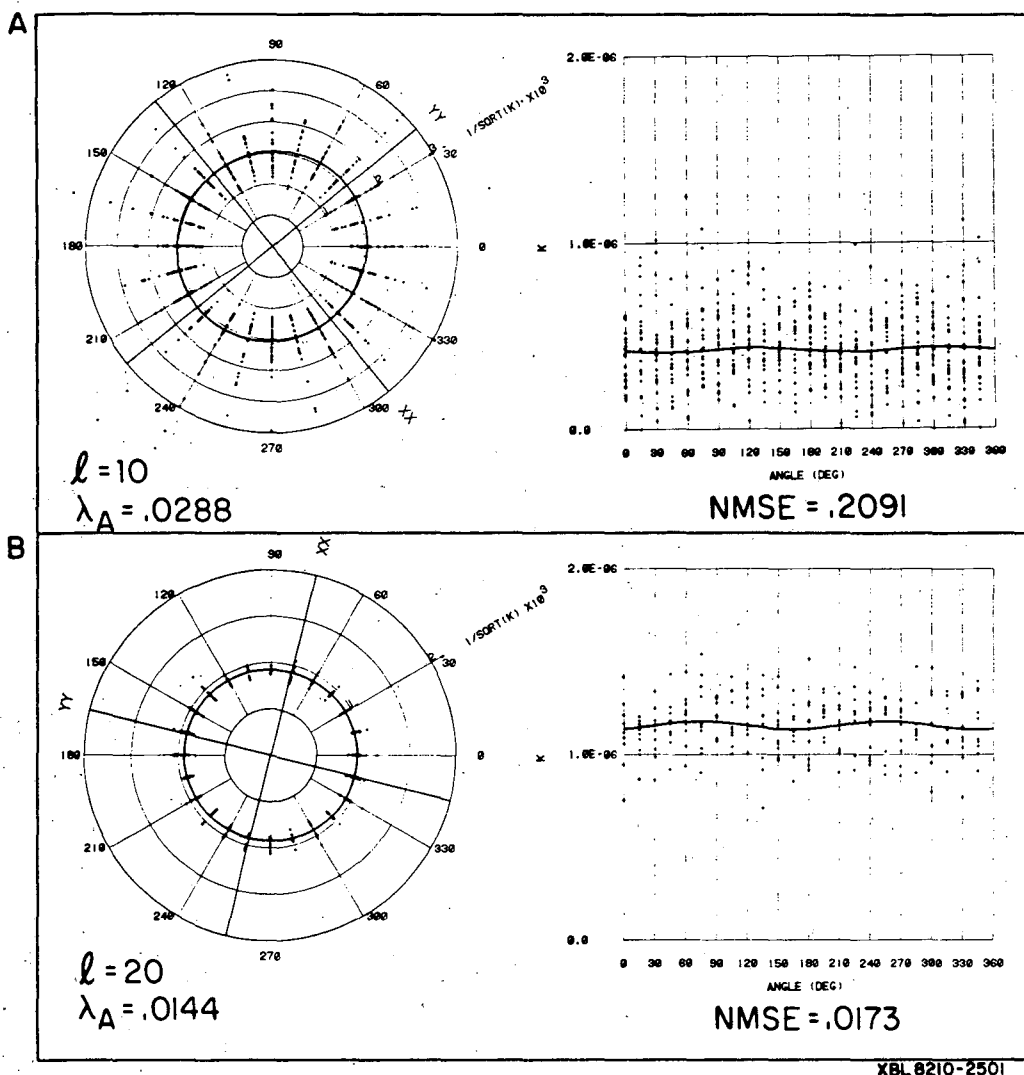 A
90
120
60
YY
1/SQRT(K)·X10³
3
30
150
2
180
0
210
330
240
300
XX
270
ℓ = 10
λA = .0288
2.0E-06
1.0E-06
K
0.0
0 30 60 90 120 150 180 210 240 270 300 330 360
ANGLE (DEG)
NMSE = .2091
B
XX
90
120
60
1/SQRT(K) X10³
2
30
150
YY
180
0
210
330
240
300
270
ℓ = 20
λA = .0144
2.0E-06
1.0E-06
K
0.0
0 30 60 90 120 150 180 210 240 270 300 330 360
ANGLE (DEG)
NMSE = .0173
XBL 8210-2501